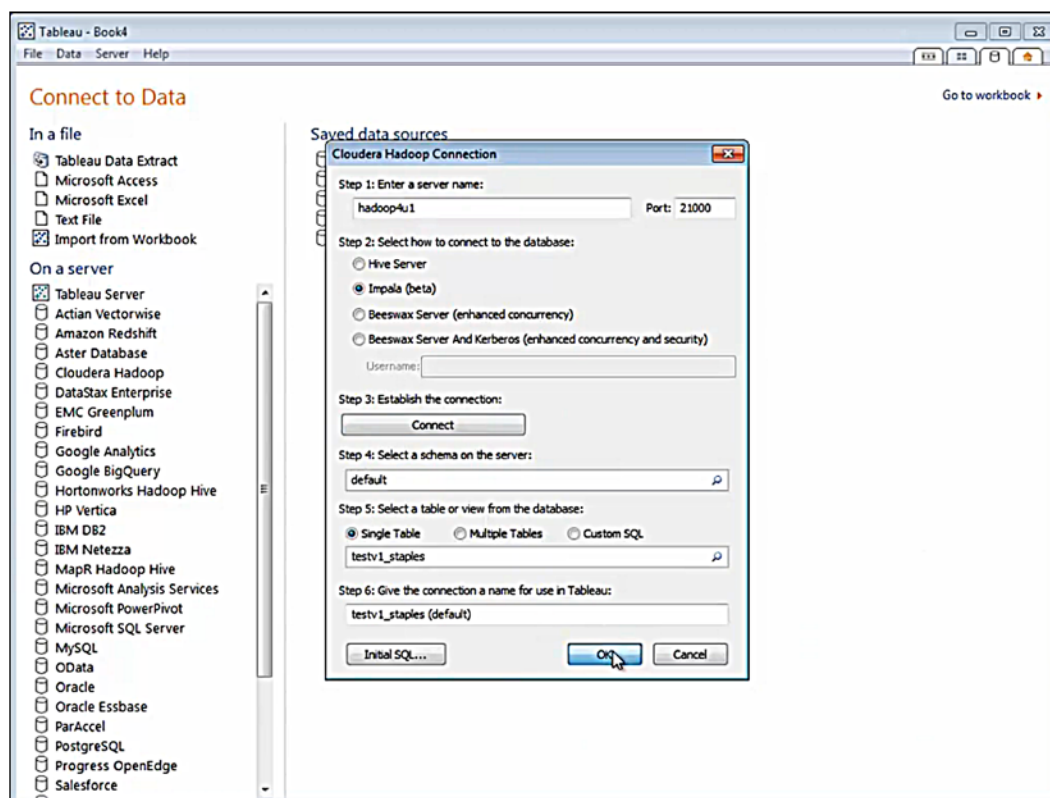 Tableau - Book4
File Data Server Help
Connect to Data
Go to workbook
In a file
Tableau Data Extract
Microsoft Access
Microsoft Excel
Text File
Import from Workbook
On a server
Tableau Server
Actian Vectorwise
Amazon Redshift
Aster Database
Cloudera Hadoop
DataStax Enterprise
EMC Greenplum
Firebird
Google Analytics
Google BigQuery
Hortonworks Hadoop Hive
HP Vertica
IBM DB2
IBM Netezza
MapR Hadoop Hive
Microsoft Analysis Services
Microsoft PowerPivot
Microsoft SQL Server
MySQL
OData
Oracle
Oracle Essbase
ParAccel
PostgreSQL
Progress OpenEdge
Salesforce
Saved data sources
Cloudera Hadoop Connection
Step 1: Enter a server name:
hadoop4u1 Port: 21000
Step 2: Select how to connect to the database:
Hive Server
Impala (beta)
Beeswax Server (enhanced concurrency)
Beeswax Server And Kerberos (enhanced concurrency and security)
Username:
Step 3: Establish the connection:
Connect
Step 4: Select a schema on the server:
default
Step 5: Select a table or view from the database:
Single Table Multiple Tables Custom SQL
testv1_staples
Step 6: Give the connection a name for use in Tableau:
testv1_staples (default)
Initial SQL... OK Cancel